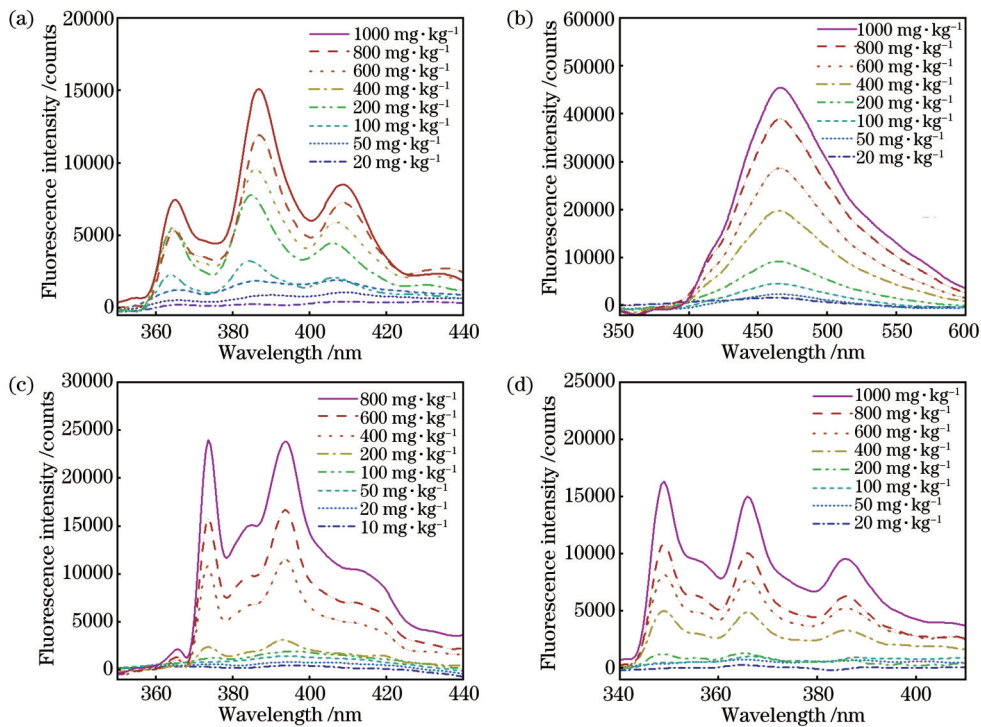 (a)
20000
15000
10000
5000
0
Fluorescence intensity /counts
360 380 400 420 440
Wavelength /nm
1000 mg·kg⁻¹
800 mg·kg⁻¹
600 mg·kg⁻¹
400 mg·kg⁻¹
200 mg·kg⁻¹
100 mg·kg⁻¹
50 mg·kg⁻¹
20 mg·kg⁻¹
(b)
60000
50000
40000
30000
20000
10000
0
Fluorescence intensity /counts
350 400 450 500 550 600
Wavelength /nm
1000 mg·kg⁻¹
800 mg·kg⁻¹
600 mg·kg⁻¹
400 mg·kg⁻¹
200 mg·kg⁻¹
100 mg·kg⁻¹
50 mg·kg⁻¹
20 mg·kg⁻¹
(c)
30000
25000
20000
15000
10000
5000
0
Fluorescence intensity /counts
360 380 400 420 440
Wavelength /nm
800 mg·kg⁻¹
600 mg·kg⁻¹
400 mg·kg⁻¹
200 mg·kg⁻¹
100 mg·kg⁻¹
50 mg·kg⁻¹
20 mg·kg⁻¹
10 mg·kg⁻¹
(d)
25000
20000
15000
10000
5000
0
Fluorescence intensity /counts
340 360 380 400
Wavelength /nm
1000 mg·kg⁻¹
800 mg·kg⁻¹
600 mg·kg⁻¹
400 mg·kg⁻¹
200 mg·kg⁻¹
100 mg·kg⁻¹
50 mg·kg⁻¹
20 mg·kg⁻¹